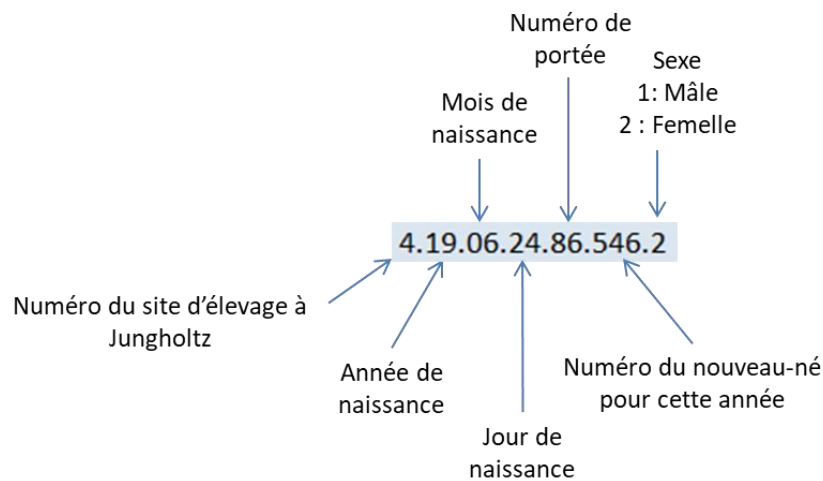 Numéro de
portée
Sexe
1: Mâle
2 : Femelle
Mois de
naissance
4.19.06.24.86.546.2
Numéro du site d’élevage à
Jungholtz
Année de
naissance
Numéro du nouveau-né
pour cette année
Jour de
naissance